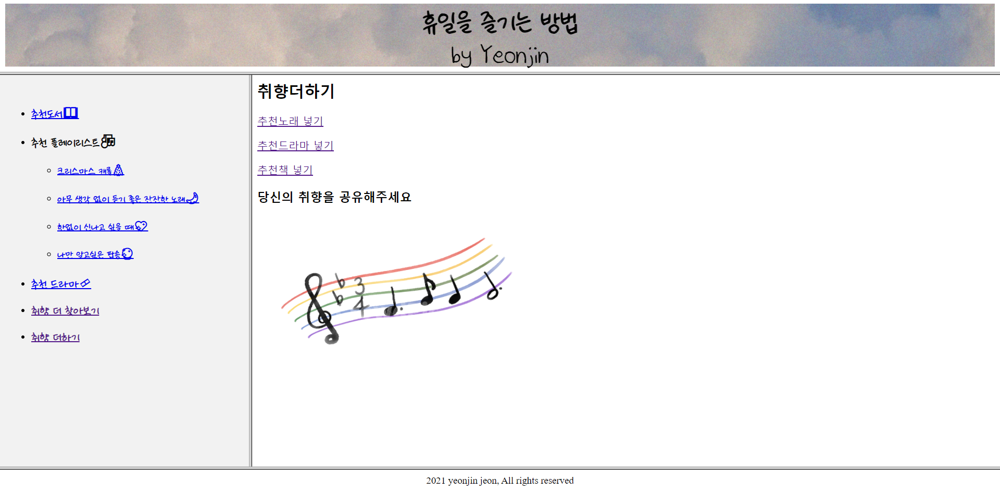 휴일을 즐기는 방법
by Yeonjin
추천도서📖
추천 플레이리스트🎶
크리스마스 캐롤🎄
아무 생각 없이 듣기 좋은 잔잔한 노래🌙
한없이 신나고 싶을 때💖
나만 알고싶은 팝송🔮
추천 드라마
취향 더 찾아보기
취향 더하기
취향더하기
추천노래 넣기
추천드라마 넣기
추천책 넣기
당신의 취향을 공유해주세요
3
4
2021 yeonjin jeon, All rights reserved